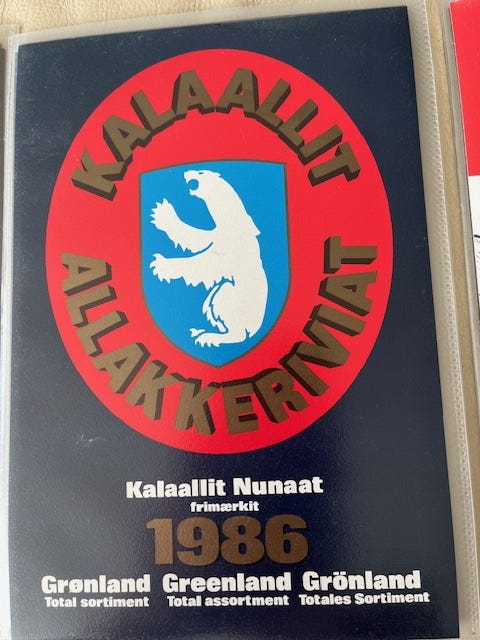 KALAALLIT
ALLAKKERIVIAT
Kalaallit Nunaat
frimærkit
1986
Grønland Greenland Grönland
Total sortiment Total assortment Totales Sortiment